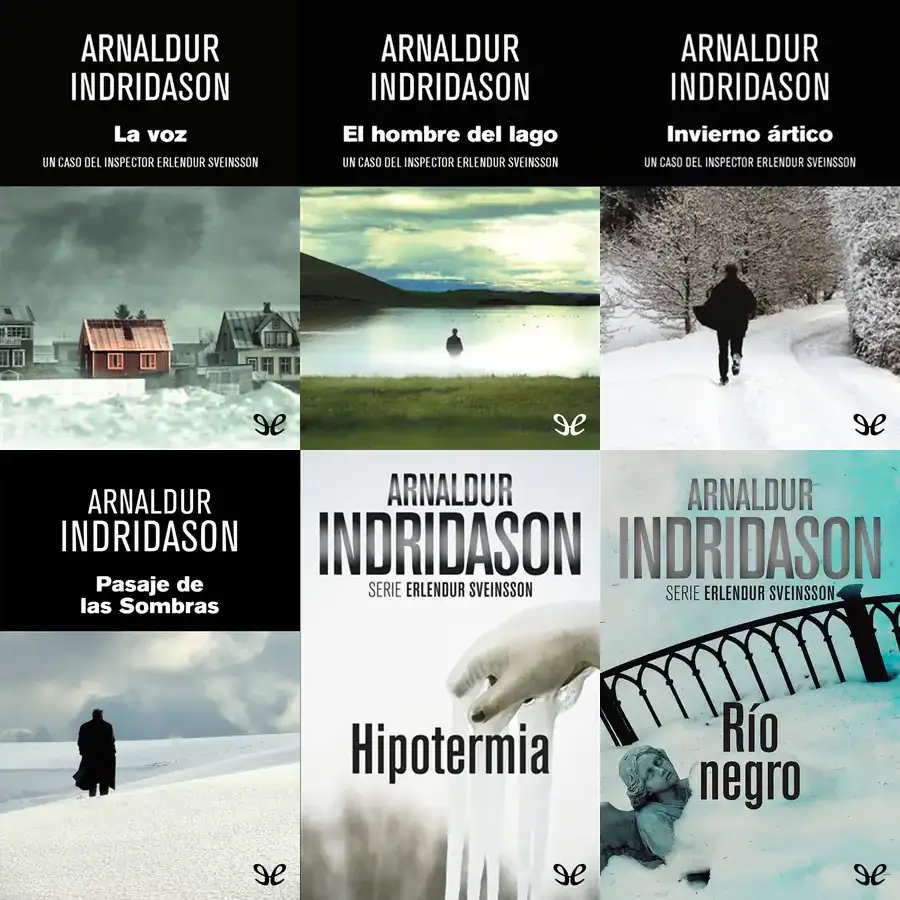 ARNALDUR
INDRIDASON
La voz
UN CASO DEL INSPECTOR ERLENDUR SVEINSSON
ARNALDUR
INDRIDASON
El hombre del lago
UN CASO DEL INSPECTOR ERLENDUR SVEINSSON
ARNALDUR
INDRIDASON
Invierno ártico
UN CASO DEL INSPECTOR ERLENDUR SVEINSSON
ARNALDUR
INDRIDASON
Pasaje de
las Sombras
ARNALDUR
INDRIDASON
SERIE ERLENDUR SVEINSSON
Hipotermia
ARNALDUR
INDRIDASON
SERIE ERLENDUR SVEINSSON
Río
negro